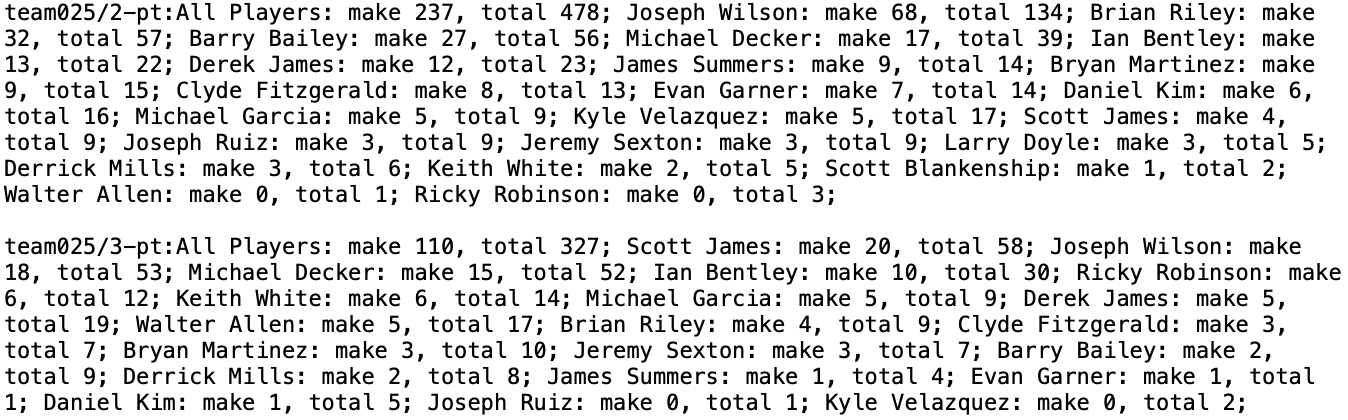 team025/2-pt:All Players: make 237, total 478; Joseph Wilson: make 68, total 134; Brian Riley: make
32, total 57; Barry Bailey: make 27, total 56; Michael Decker: make 17, total 39; Ian Bentley: make
13, total 22; Derek James: make 12, total 23; James Summers: make 9, total 14; Bryan Martinez: make
9, total 15; Clyde Fitzgerald: make 8, total 13; Evan Garner: make 7, total 14; Daniel Kim: make 6,
total 16; Michael Garcia: make 5, total 9; Kyle Velazquez: make 5, total 17; Scott James: make 4,
total 9; Joseph Ruiz: make 3, total 9; Jeremy Sexton: make 3, total 9; Larry Doyle: make 3, total 5;
Derrick Mills: make 3, total 6; Keith White: make 2, total 5; Scott Blankenship: make 1, total 2;
Walter Allen: make 0, total 1; Ricky Robinson: make 0, total 3;
team025/3-pt:All Players: make 110, total 327; Scott James: make 20, total 58; Joseph Wilson: make
18, total 53; Michael Decker: make 15, total 52; Ian Bentley: make 10, total 30; Ricky Robinson: make
6, total 12; Keith White: make 6, total 14; Michael Garcia: make 5, total 9; Derek James: make 5,
total 19; Walter Allen: make 5, total 17; Brian Riley: make 4, total 9; Clyde Fitzgerald: make 3,
total 7; Bryan Martinez: make 3, total 10; Jeremy Sexton: make 3, total 7; Barry Bailey: make 2,
total 9; Derrick Mills: make 2, total 8; James Summers: make 1, total 4; Evan Garner: make 1, total
1; Daniel Kim: make 1, total 5; Joseph Ruiz: make 0, total 1; Kyle Velazquez: make 0, total 2;